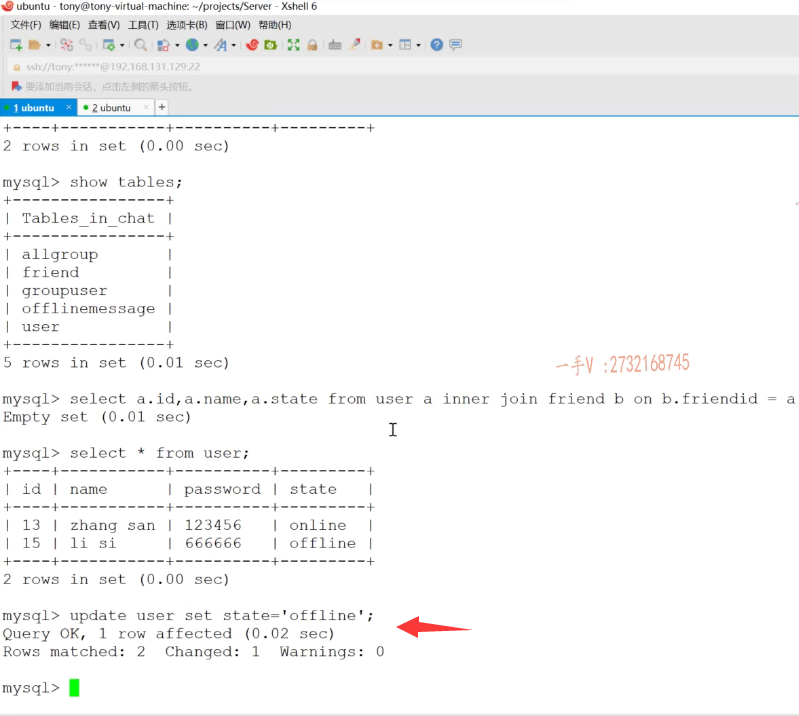 ubuntu - tony@tony-virtual-machine: ~/projects/Server - Xshell 6
文件(F) 编辑(E) 查看(V) 工具(T) 选项卡(B) 窗口(W) 帮助(H)
ssh://tony:******@192.168.131.129:22
要添加当前会话，点击左侧的箭头按钮。
1 ubuntu × 2 ubuntu × +
+----+-----------+----------+---------+
2 rows in set (0.00 sec)
mysql> show tables;
+----------------+
| Tables_in_chat |
+----------------+
| allgroup       |
| friend         |
| groupuser      |
| offlinemessage |
| user           |
+----------------+
5 rows in set (0.01 sec)
一手V :2732168745
mysql> select a.id,a.name,a.state from user a inner join friend b on b.friendid = a
Empty set (0.01 sec)
mysql> select * from user;
+----+-----------+----------+---------+
| id | name      | password | state   |
+----+-----------+----------+---------+
| 13 | zhang san | 123456   | online  |
| 15 | li si     | 666666   | offline |
+----+-----------+----------+---------+
2 rows in set (0.00 sec)
mysql> update user set state='offline';
Query OK, 1 row affected (0.02 sec)
Rows matched: 2  Changed: 1  Warnings: 0
mysql>